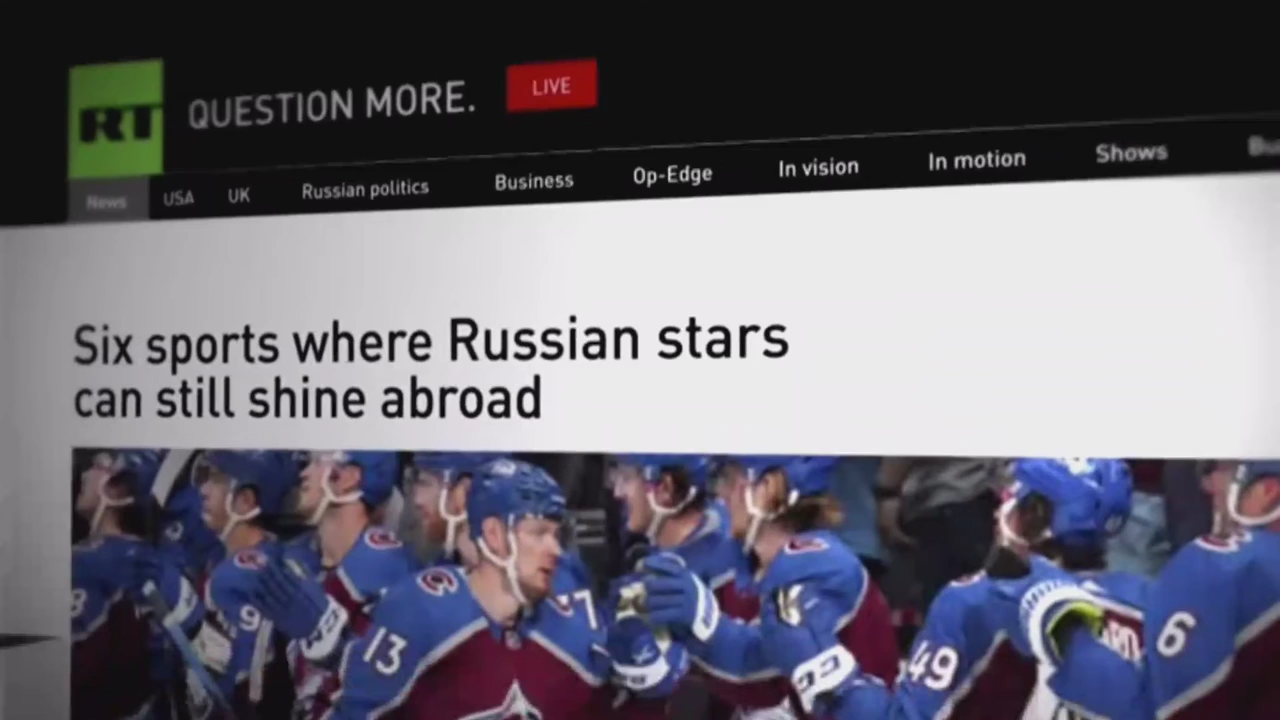 RT
QUESTION MORE.
LIVE
News USA UK Russian politics Business Op-Edge In vision In motion Shows
Six sports where Russian stars
can still shine abroad
13
9
49
6